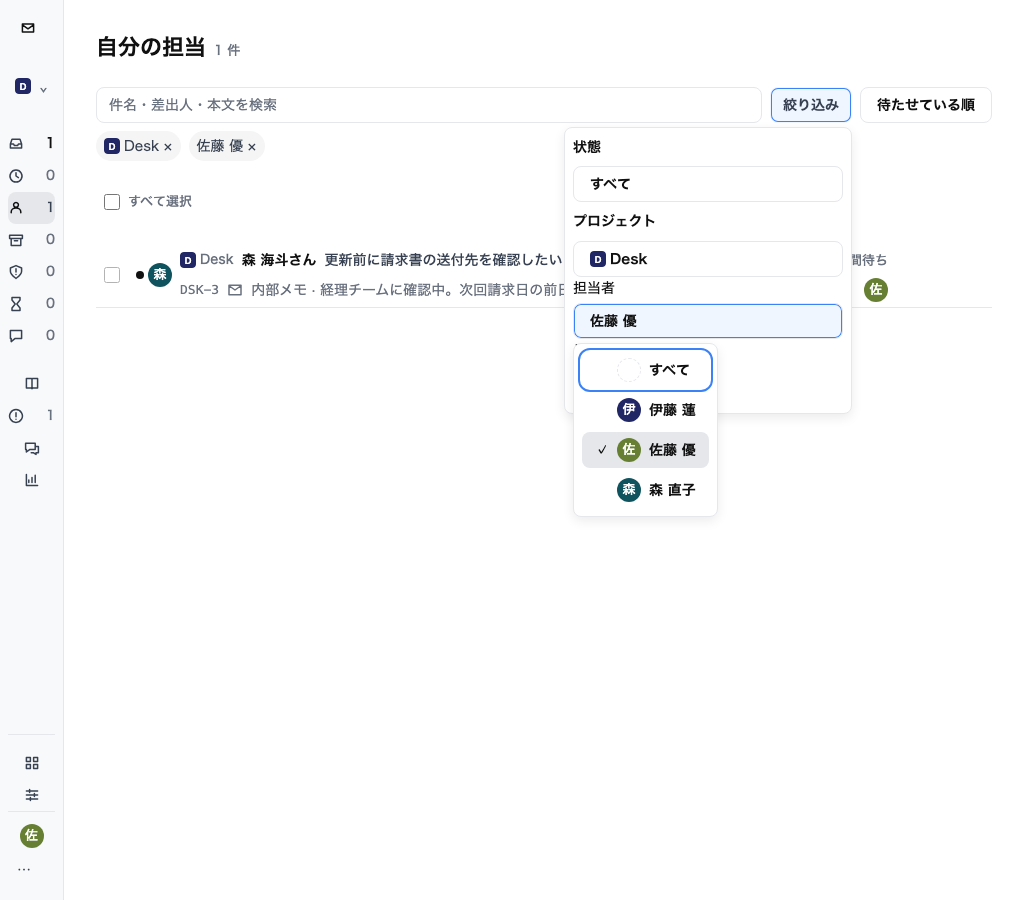 自分の担当 1 件
D
件名・差出人・本文を検索
絞り込み
待たせている順
D Desk ×
佐藤 優 ×
1
0
1
0
0
0
0
1
すべて選択
D Desk 森 海斗さん 更新前に請求書の送付先を確認したい
間待ち
森
DSK-3 内部メモ · 経理チームに確認中。次回請求日の前日
佐
状態
すべて
プロジェクト
D Desk
担当者
佐藤 優
すべて
伊 伊藤 蓮
✓ 佐 佐藤 優
森 森 直子
佐
…